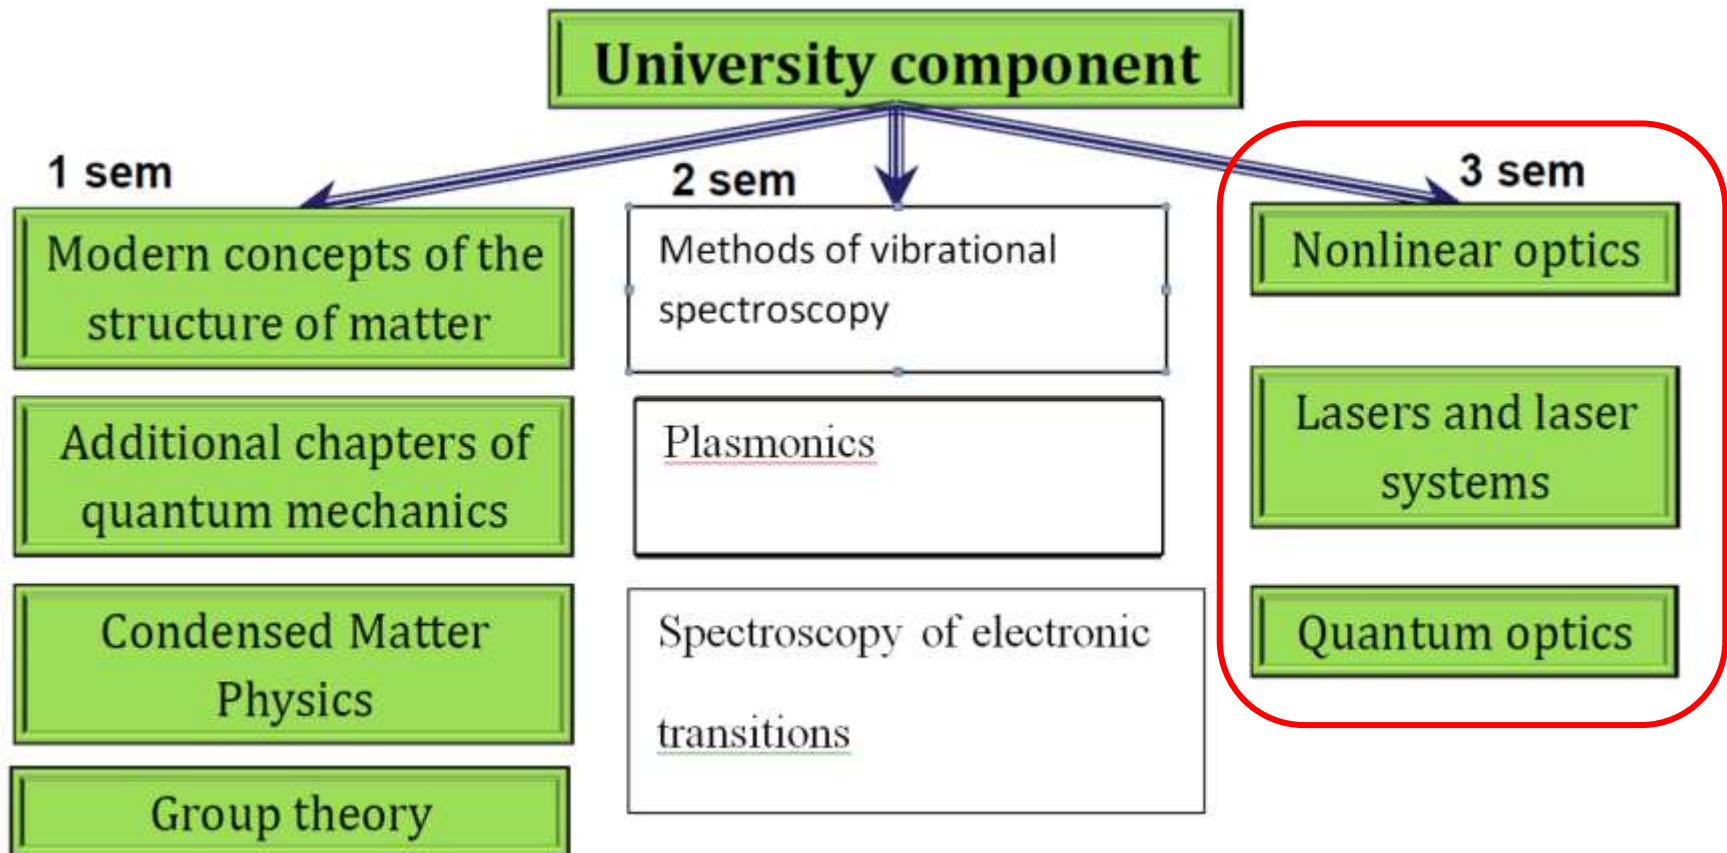 University component
1 sem
Modern concepts of the
structure of matter
Additional chapters of
quantum mechanics
Condensed Matter
Physics
Group theory
2 sem
Methods of vibrational
spectroscopy
Plasmonics
Spectroscopy of electronic
transitions
3 sem
Nonlinear optics
Lasers and laser
systems
Quantum optics